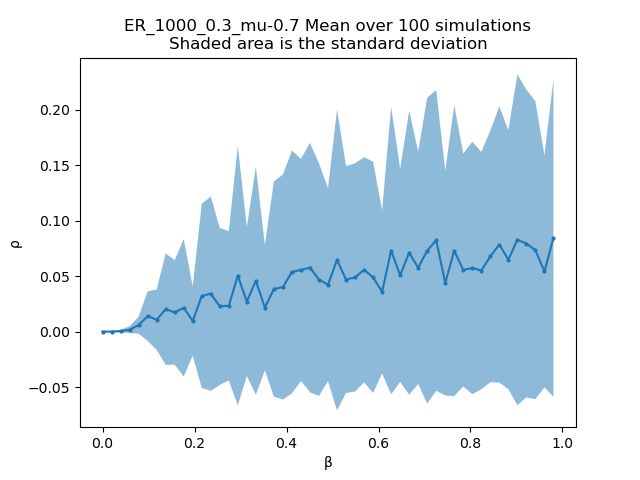 ER_1000_0.3_mu-0.7 Mean over 100 simulations
Shaded area is the standard deviation
0.20
0.15
0.10
0.05
0.00
−0.05
ρ
0.0 0.2 0.4 0.6 0.8 1.0
β